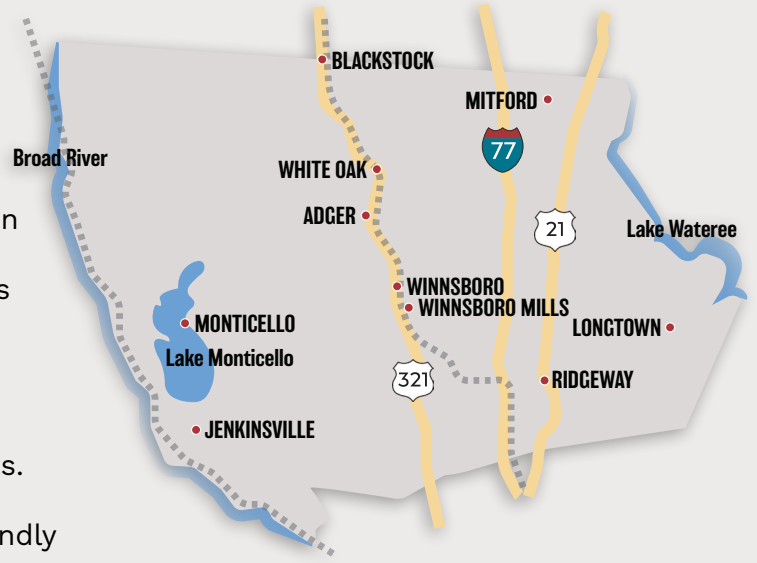 BLACKSTOCK
MITFORD
77
Broad River
WHITE OAK
ADGER
21
Lake Wateree
WINNSBORO
WINNSBORO MILLS
MONTICELLO
LONGTOWN
Lake Monticello
321
RIDGEWAY
JENKINSVILLE
n
s
s.
ndly